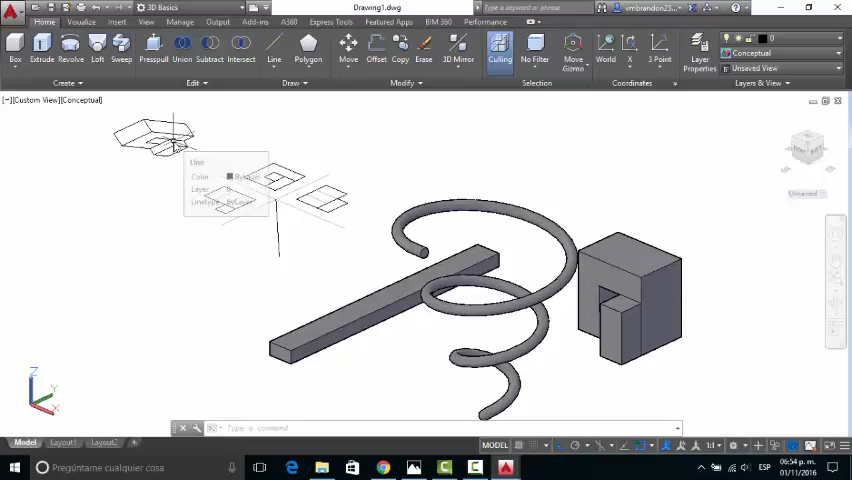 3D Basics
Drawing1.dwg
Type a keyword or phrase
vmbrandon23...
Home Visualize Insert View Manage Output Add-ins A360 Express Tools Featured Apps BIM 360 Performance
Box Extrude Revolve Loft Sweep Presspull Union Subtract Intersect Line Polygon Move Offset Copy Erase 3D Mirror Culling No Filter Move Gizmo World X 3 Point Layer Properties
0
Conceptual
Unsaved View
Create Edit Draw Modify Selection Coordinates Layers & Views
[-][Custom View][Conceptual]
Line
Color ByLayer
Layer 0
Linetype ByLayer
Unnamed
Z
Y
X
Type a command
Model Layout1 Layout2 +
MODEL 1:1
Pregúntame cualquier cosa
ESP
06:54 p. m.
01/11/2016